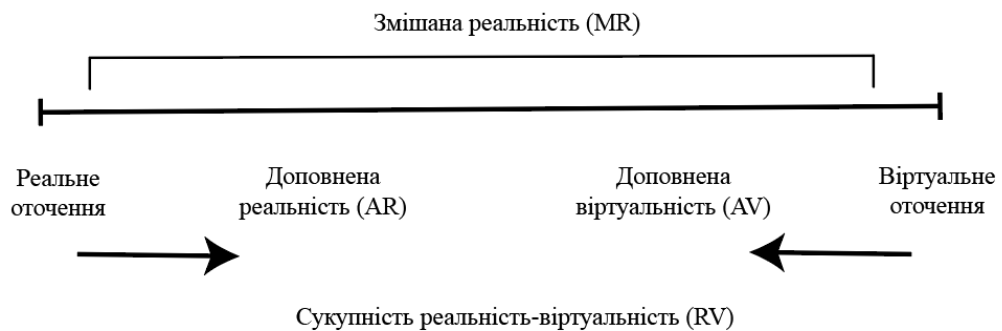 Змішана реальність (MR)
Реальне
оточення
Доповнена
реальність (AR)
Доповнена
віртуальність (AV)
Віртуальне
оточення
Сукупність реальність-віртуальність (RV)